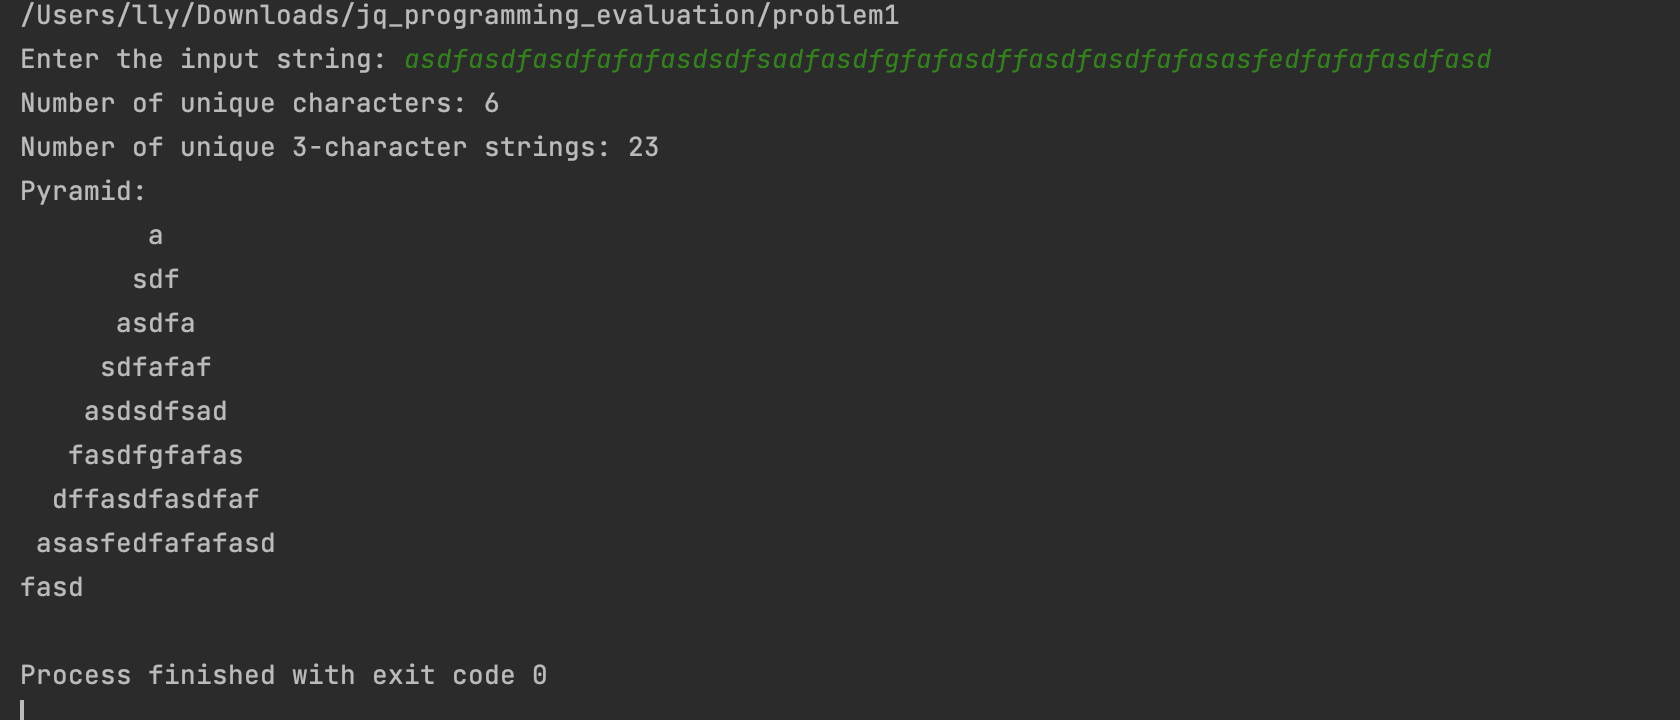 /Users/lly/Downloads/jq_programming_evaluation/problem1
Enter the input string: asdfasdfasdfafafasdsdfsadfasdfgfafasdffasdfasdfafasasfedfafafasdfasd
Number of unique characters: 6
Number of unique 3-character strings: 23
Pyramid:
        a
       sdf
      asdfa
     sdfafaf
    asdsdfsad
   fasdfgfafas
  dffasdfasdfaf
 asasfedfafafasd
fasd

Process finished with exit code 0